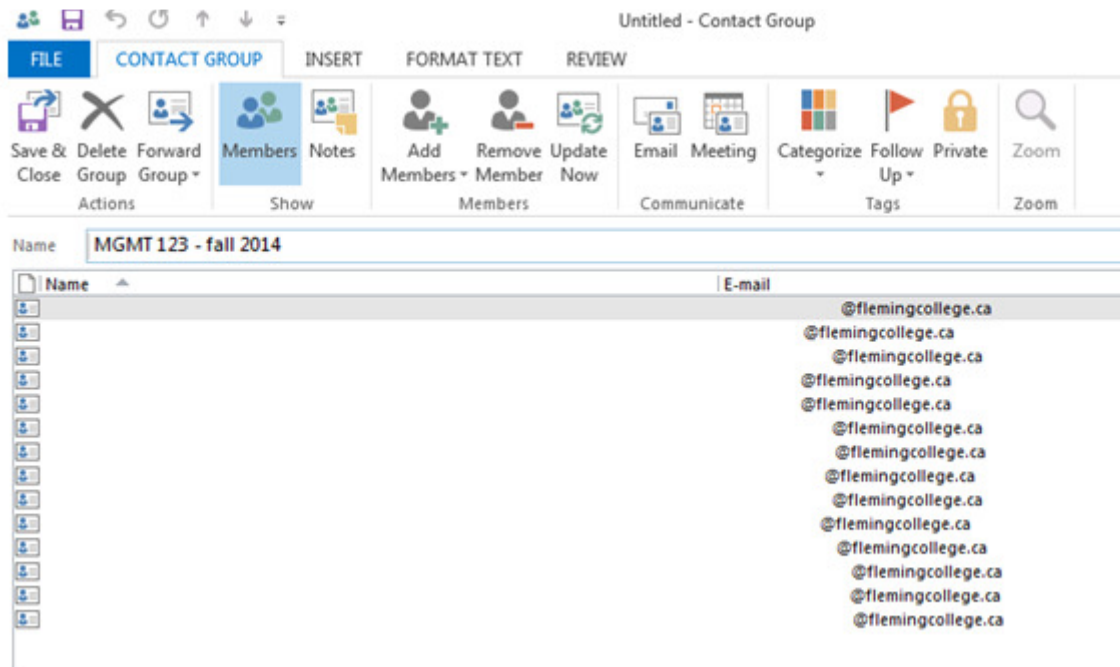 Untitled - Contact Group
FILE CONTACT GROUP INSERT FORMAT TEXT REVIEW
Save & Delete Forward Members Notes Add Remove Update Email Meeting Categorize Follow Private Zoom
Close Group Group Members Member Now Up
Actions Show Members Communicate Tags Zoom
Name MGMT 123 - fall 2014
Name E-mail
@flemingcollege.ca
@flemingcollege.ca
@flemingcollege.ca
@flemingcollege.ca
@flemingcollege.ca
@flemingcollege.ca
@flemingcollege.ca
@flemingcollege.ca
@flemingcollege.ca
@flemingcollege.ca
@flemingcollege.ca
@flemingcollege.ca
@flemingcollege.ca
@flemingcollege.ca